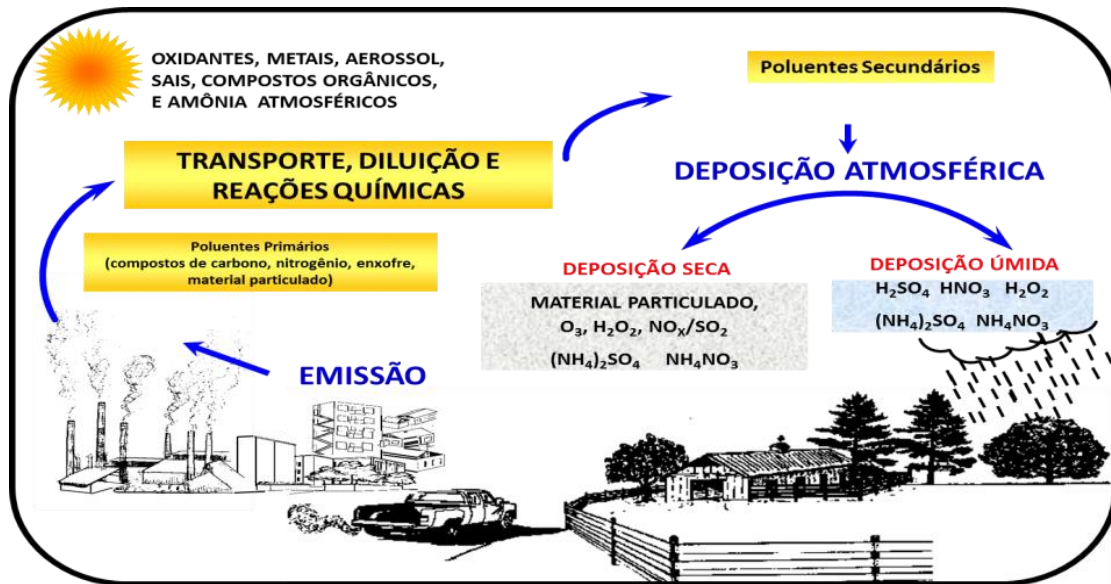 OXIDANTES, METAIS, AEROSSOL,
SAIS, COMPOSTOS ORGÂNICOS,
E AMÔNIA ATMOSFÉRICOS
Poluentes Secundários
TRANSPORTE, DILUIÇÃO E
REAÇÕES QUÍMICAS
DEPOSIÇÃO ATMOSFÉRICA
Poluentes Primários
(compostos de carbono, nitrogênio, enxofre,
material particulado)
DEPOSIÇÃO SECA
MATERIAL PARTICULADO,
O₃, H₂O₂, NOₓ/SO₂
(NH₄)₂SO₄ NH₄NO₃
DEPOSIÇÃO ÚMIDA
H₂SO₄ HNO₃ H₂O₂
(NH₄)₂SO₄ NH₄NO₃
EMISSÃO